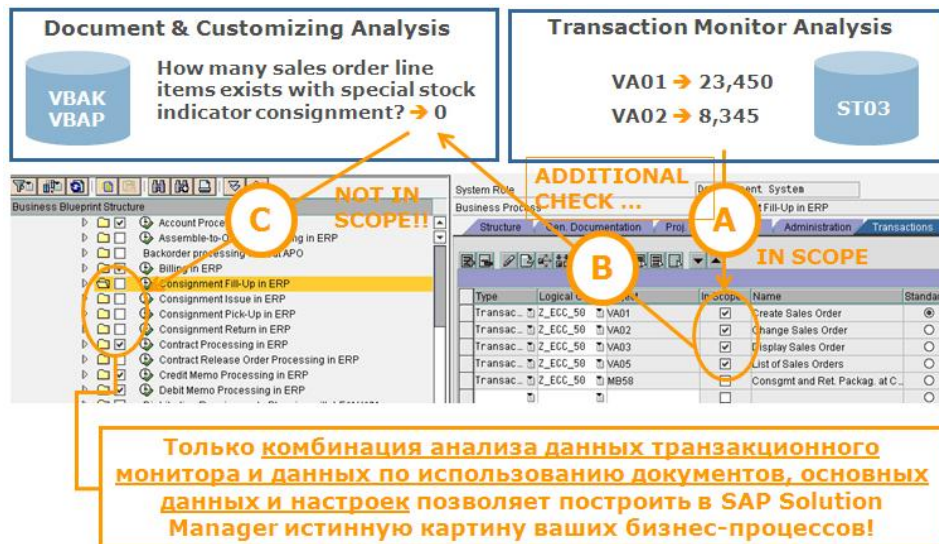 Document & Customizing Analysis
VBAK
VBAP
How many sales order line
items exists with special stock
indicator consignment? ➔ 0
Transaction Monitor Analysis
VA01 ➔ 23,450
VA02 ➔ 8,345
ST03
NOT IN
SCOPE!!
ADDITIONAL
CHECK ...
IN SCOPE
A
B
C
Business Blueprint Structure
Account
Assemble-to-O in ERP
Backorder processing APO
Billing in ERP
Consignment Fill-Up in ERP
Consignment Issue in ERP
Consignment Pick-Up in ERP
Consignment Return in ERP
Contract Processing in ERP
Contract Release Order Processing in ERP
Credit Memo Processing in ERP
Debit Memo Processing in ERP
System Role System
Business Process Fill-Up in ERP
Structure Gen. Documentation Proj. Administration Transactions
Type Logical In Scope Name Standar
Transac... Z_ECC_50 VA01 Create Sales Order
Transac... Z_ECC_50 VA02 Change Sales Order
Transac... Z_ECC_50 VA03 Display Sales Order
Transac... Z_ECC_50 VA05 List of Sales Orders
Transac... Z_ECC_50 MB58 Consgmt and Ret. Packag. at C...
Только комбинация анализа данных транзакционного
монитора и данных по использованию документов, основных
данных и настроек позволяет построить в SAP Solution
Manager истинную картину ваших бизнес-процессов!